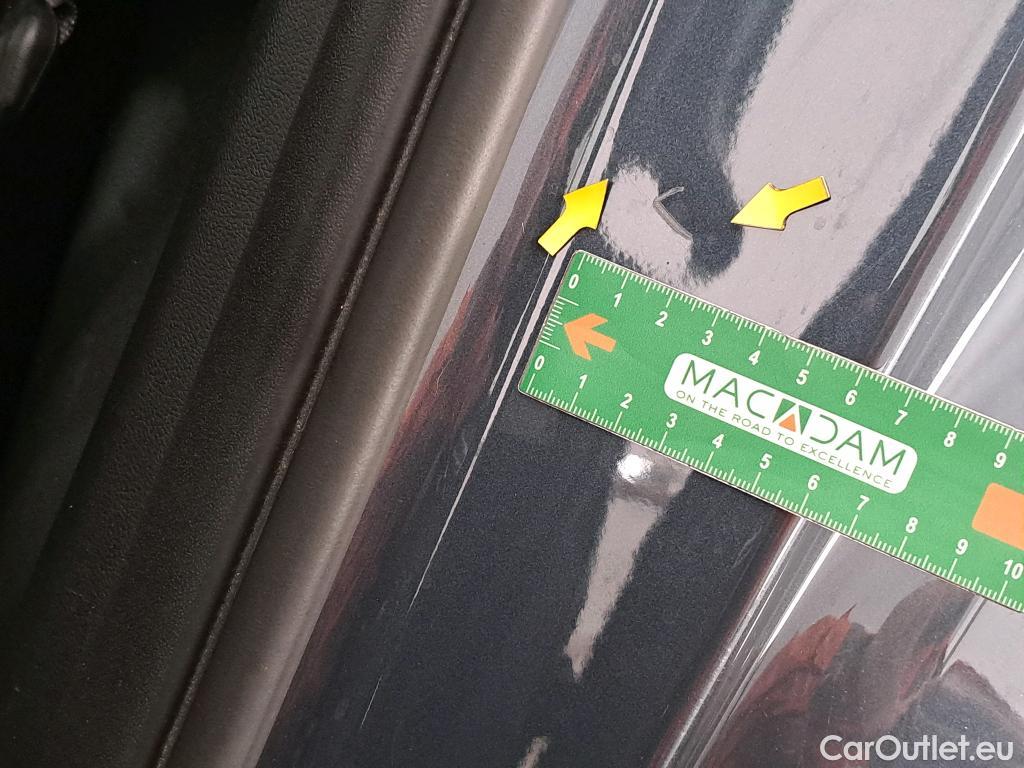 0 1 2 3 4 5 6 7 8 9
MACADAM
ON THE ROAD TO EXCELLENCE
0 1 2 3 4 5 6 7 8 9 10
CarOutlet.eu